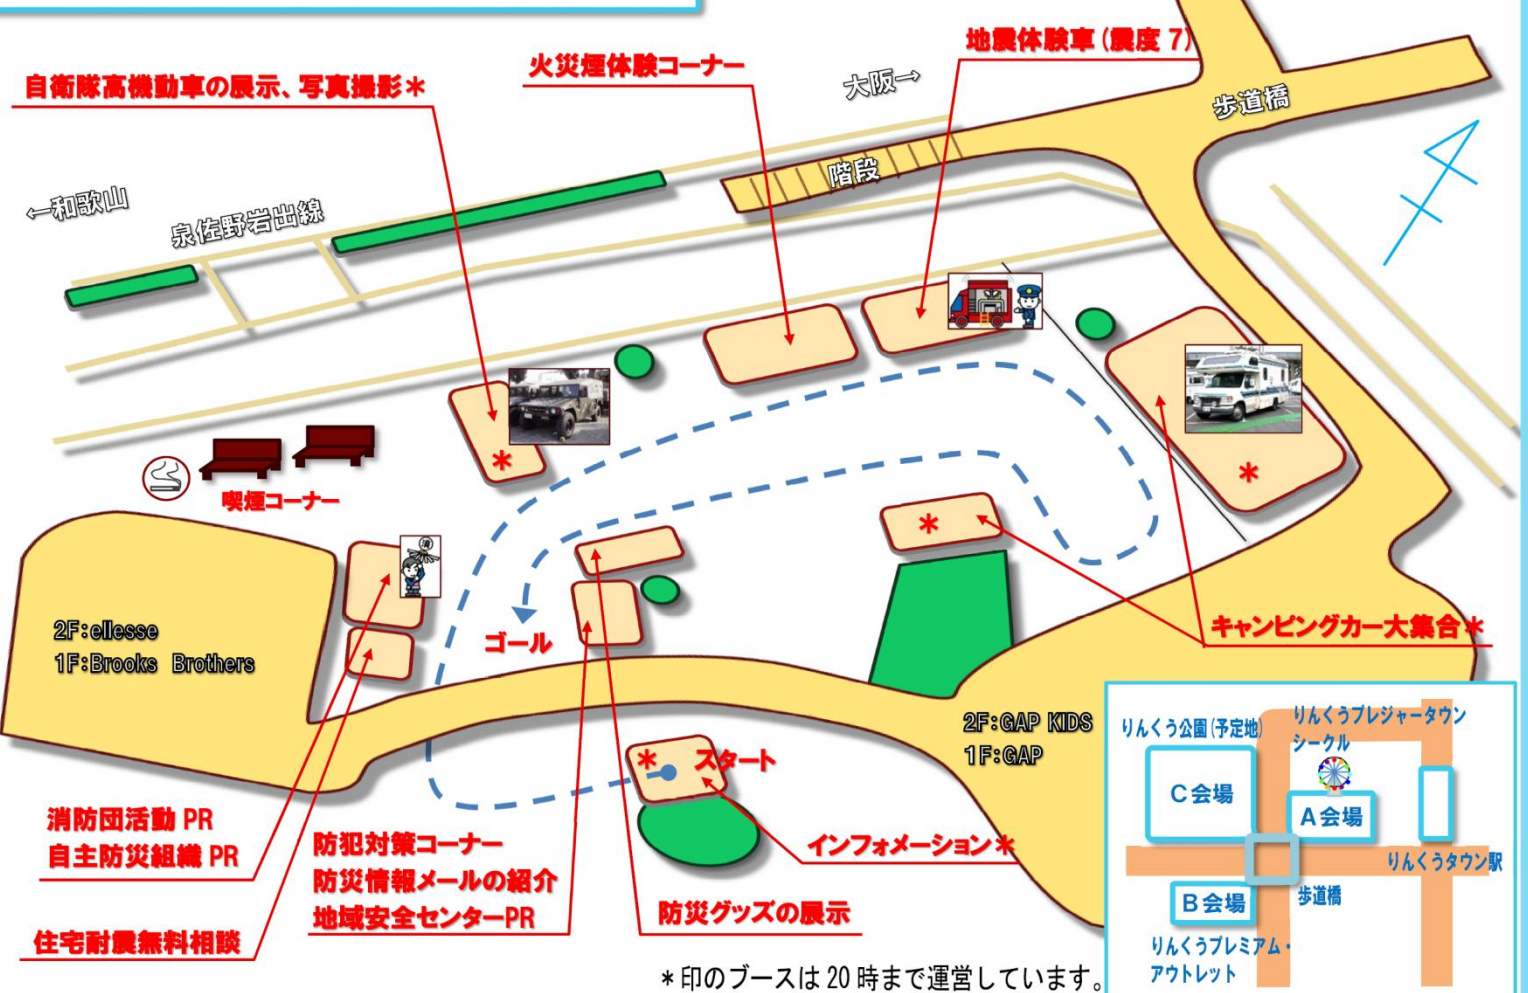 自衛隊高機動車の展示、写真撮影＊
火災煙体験コーナー
地震体験車(震度 7)
大阪→
歩道橋
階段
←和歌山
泉佐野岩出線
＊
＊
喫煙コーナー
＊
消
2F:ellesse
1F:Brooks Brothers
ゴール
キャンピングカー大集合＊
2F:GAP KIDS
1F:GAP
＊ スタート
インフォメーション＊
消防団活動 PR
自主防災組織 PR
防犯対策コーナー
防災情報メールの紹介
地域安全センターPR
防災グッズの展示
住宅耐震無料相談
＊印のブースは 20 時まで運営しています。
りんくう公園(予定地)
りんくうプレジャータウン
シークル
C会場
A会場
りんくうタウン駅
B会場
歩道橋
りんくうプレミアム・
アウトレット